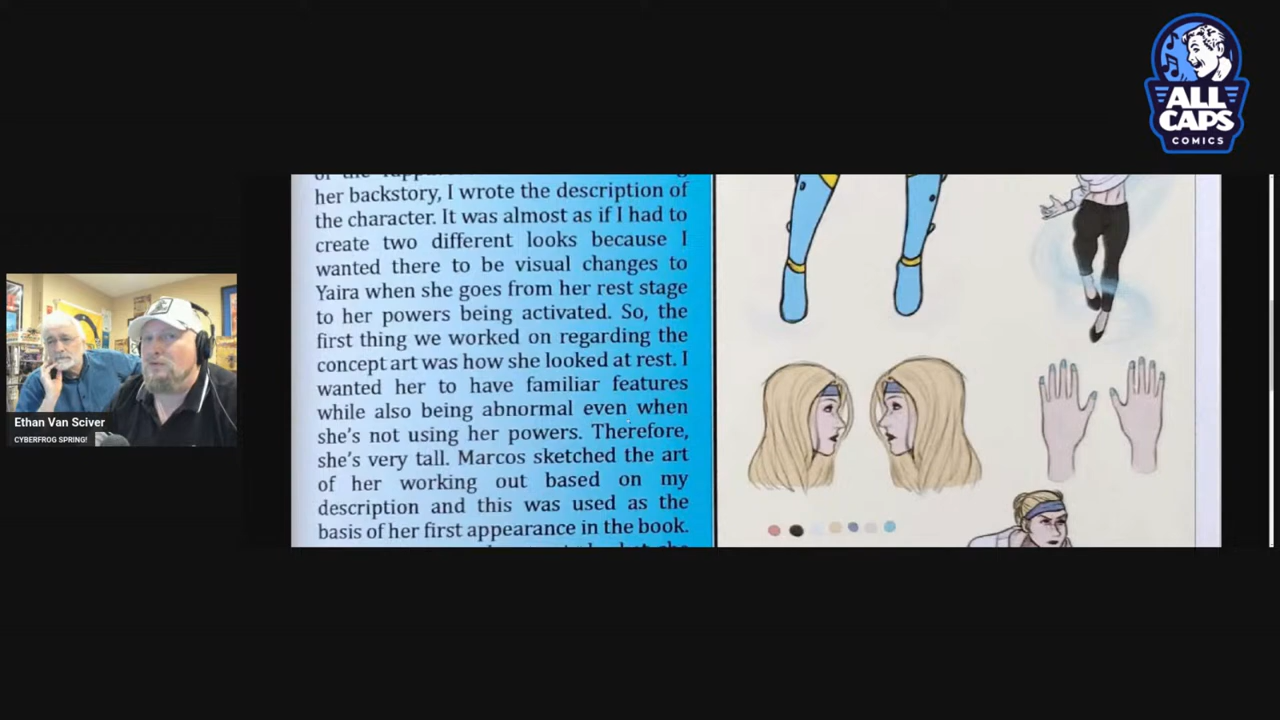 ALL
CAPS
COMICS
her backstory, I wrote the description of
the character. It was almost as if I had to
create two different looks because I
wanted there to be visual changes to
Yaira when she goes from her rest stage
to her powers being activated. So, the
first thing we worked on regarding the
concept art was how she looked at rest. I
wanted her to have familiar features
while also being abnormal even when
she's not using her powers. Therefore,
she's very tall. Marcos sketched the art
of her working out based on my
description and this was used as the
basis of her first appearance in the book.
Ethan Van Sciver
CYBERFROG SPRING!